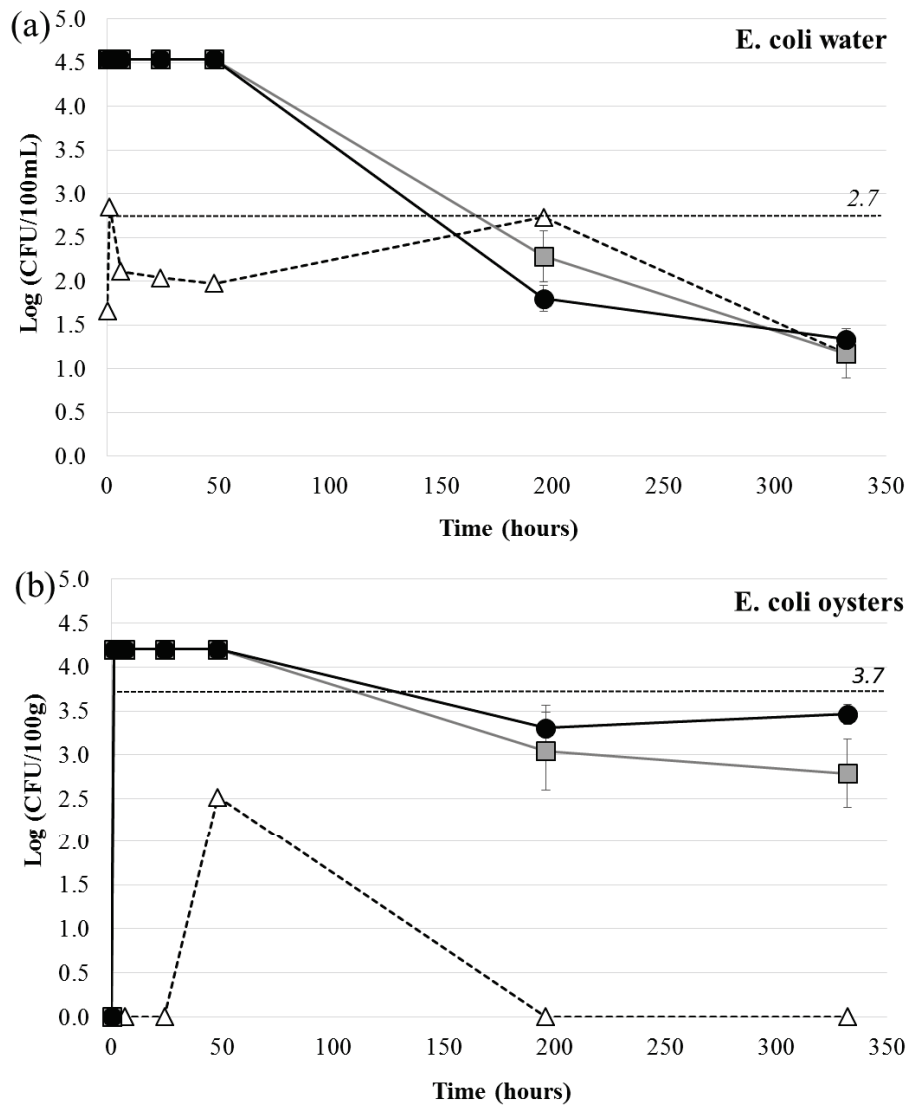 (a)
E. coli water
Log (CFU/100mL)
5.0
4.5
4.0
3.5
3.0
2.5
2.0
1.5
1.0
0.5
0.0
2.7
0 50 100 150 200 250 300 350
Time (hours)
(b)
E. coli oysters
Log (CFU/100g)
5.0
4.5
4.0
3.5
3.0
2.5
2.0
1.5
1.0
0.5
0.0
3.7
0 50 100 150 200 250 300 350
Time (hours)